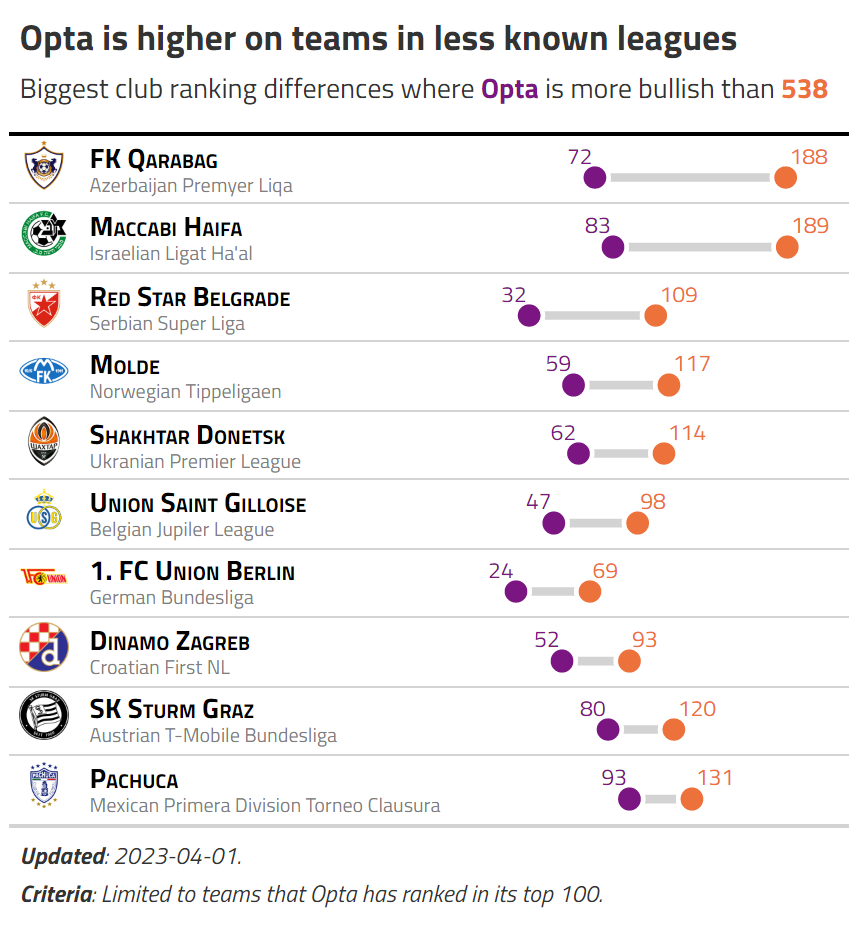 Opta is higher on teams in less known leagues
Biggest club ranking differences where Opta is more bullish than 538
FK Qarabag
Azerbaijan Premyer Liqa
72
188
Maccabi Haifa
Israelian Ligat Ha'al
83
189
Red Star Belgrade
Serbian Super Liga
32
109
Molde
Norwegian Tippeligaen
59
117
Shakhtar Donetsk
Ukranian Premier League
62
114
Union Saint Gilloise
Belgian Jupiler League
47
98
1. FC Union Berlin
German Bundesliga
24
69
Dinamo Zagreb
Croatian First NL
52
93
SK Sturm Graz
Austrian T-Mobile Bundesliga
80
120
Pachuca
Mexican Primera Division Torneo Clausura
93
131
Updated: 2023-04-01.
Criteria: Limited to teams that Opta has ranked in its top 100.